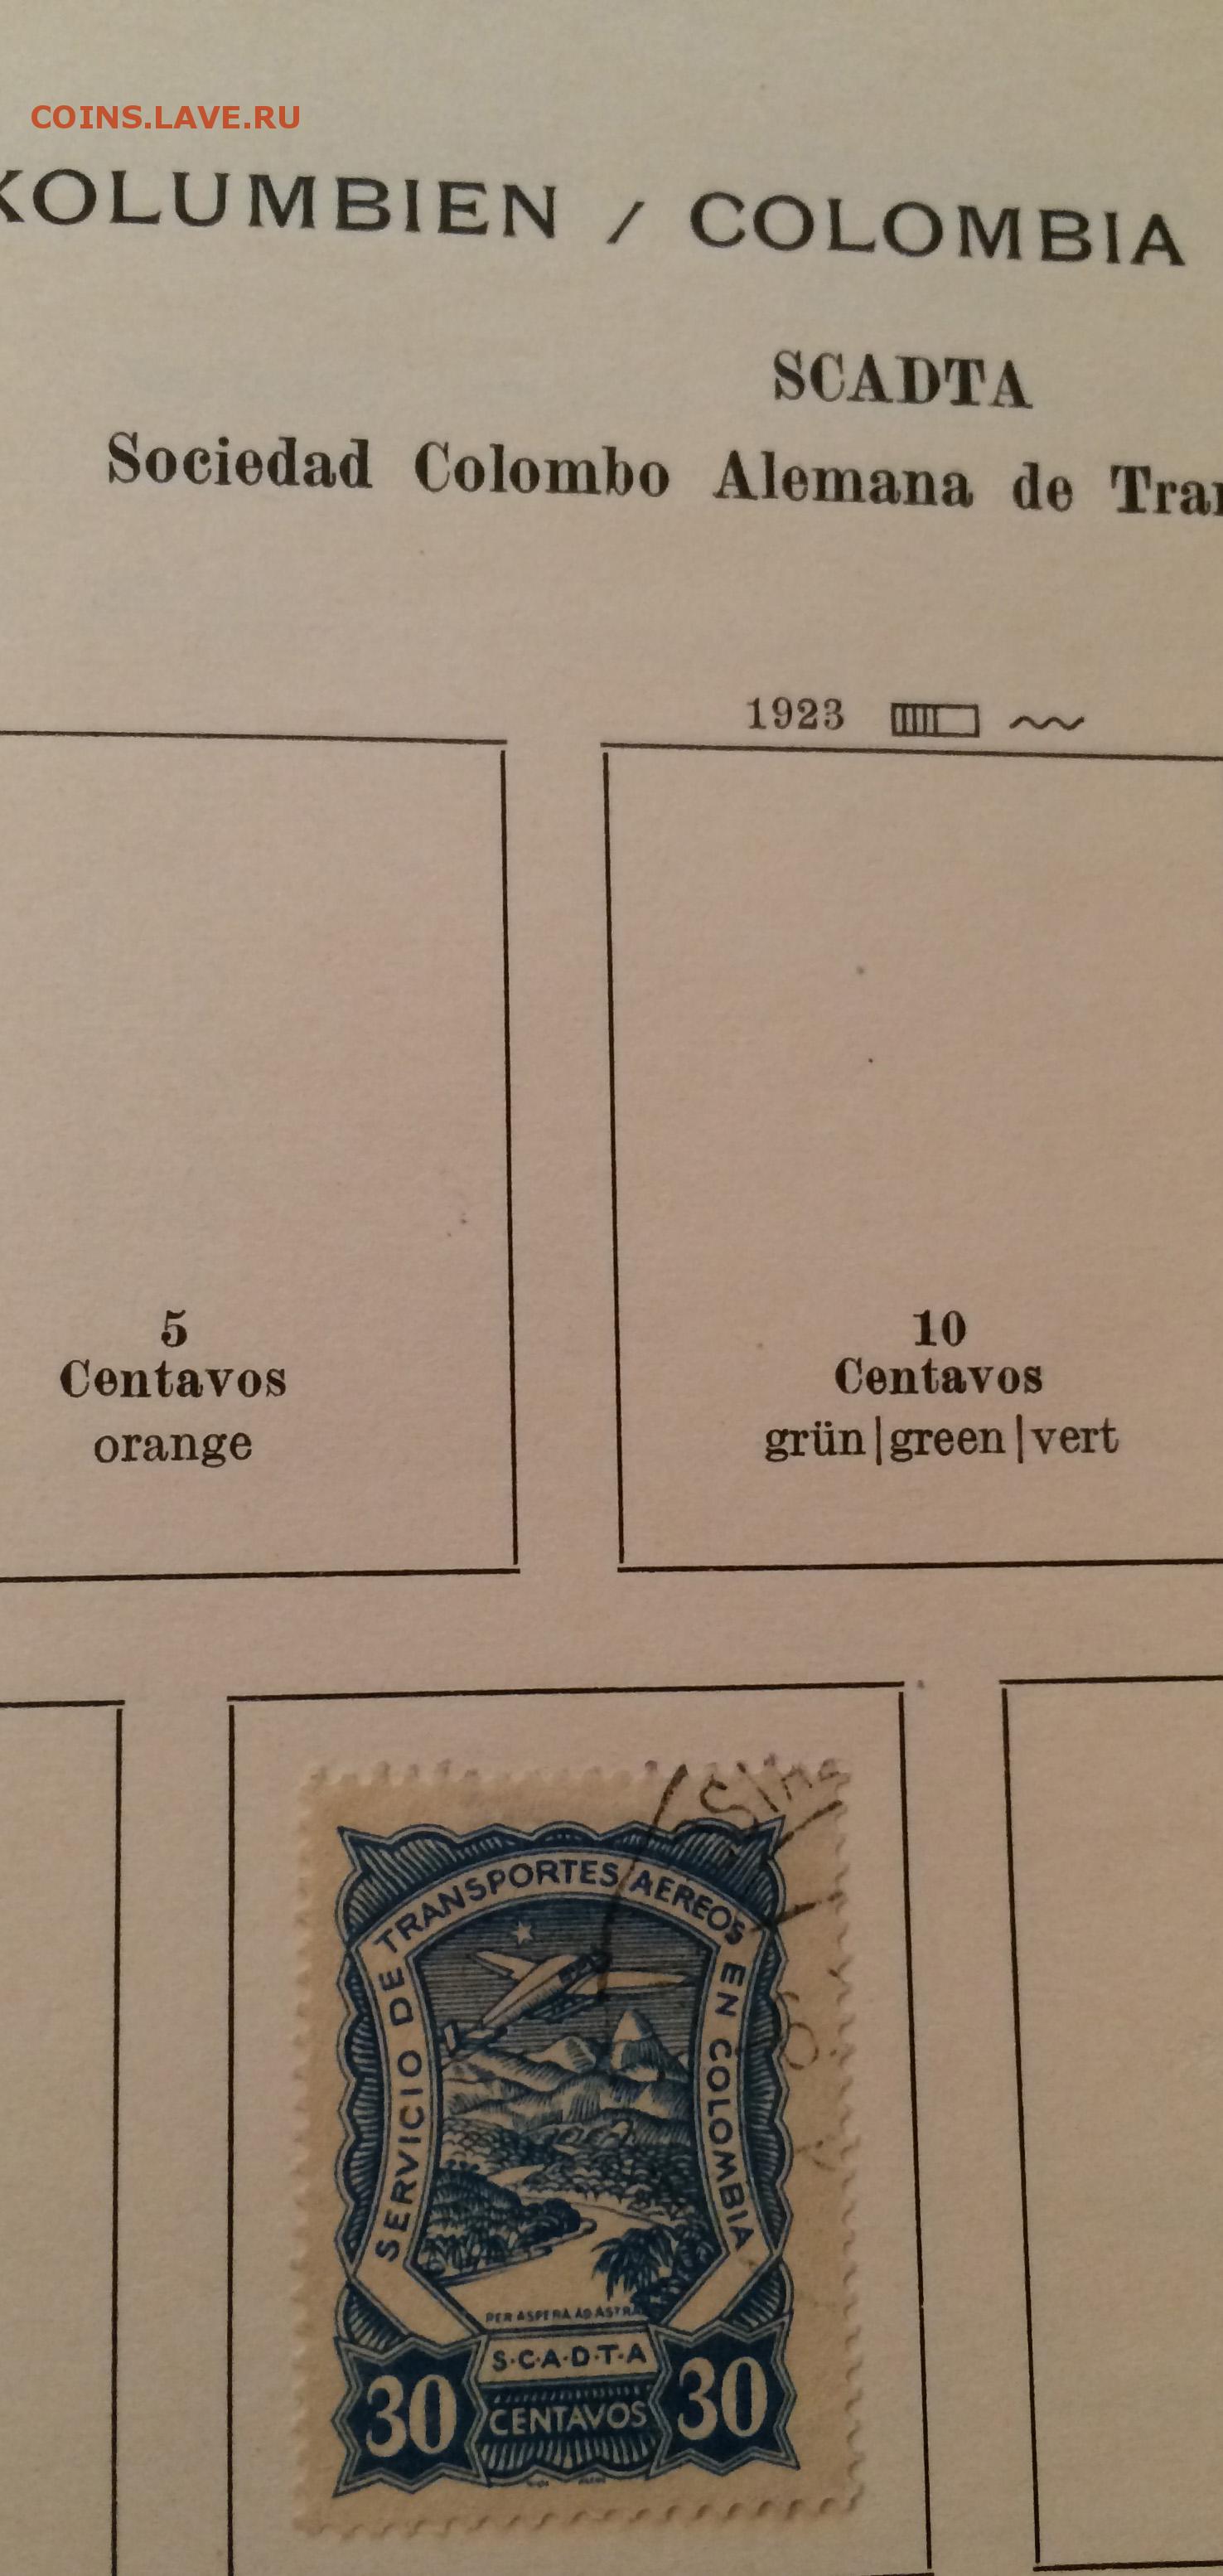 COINS.LAVE.RU
KOLUMBIEN / COLOMBIA
SCADTA
Sociedad Colombo Alemana de
1923
5
Centavos
orange
10
Centavos
grün|green|vert
SERVICIO DE TRANSPORTES AEREOS EN COLOMBIA
PER ASPERA AD ASTRA
S·C·A·D·T·A
30 CENTAVOS 30